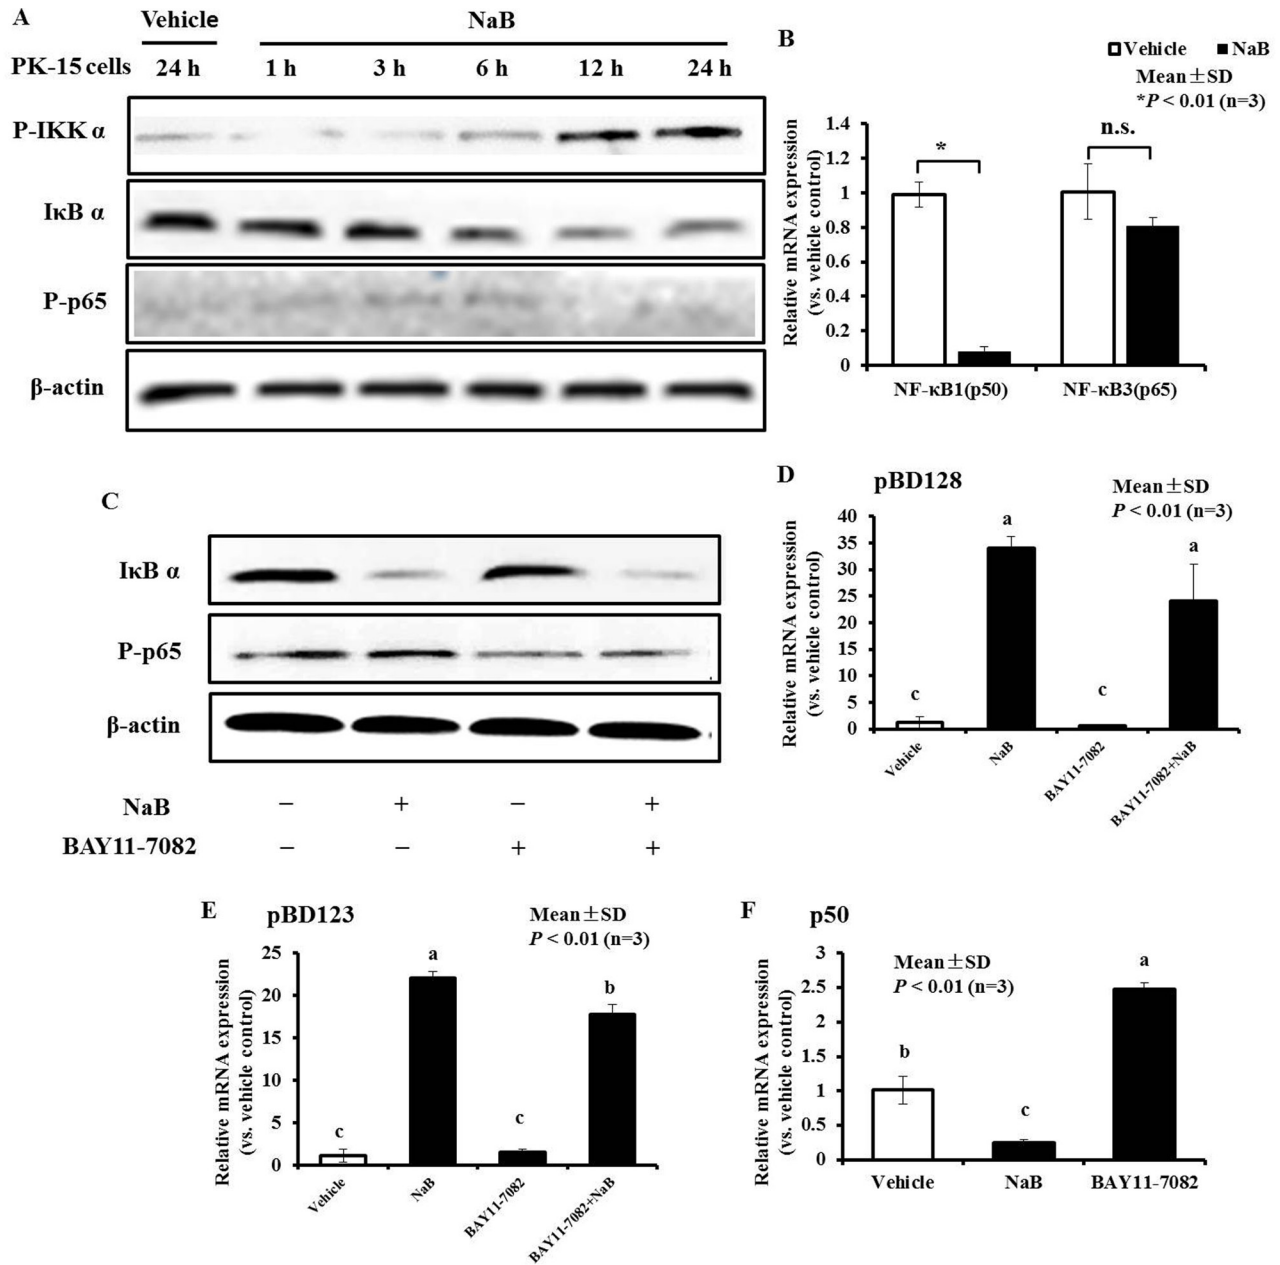 A
Vehicle NaB
PK-15 cells 24 h 1 h 3 h 6 h 12 h 24 h
P-IKK α
IκB α
P-p65
β-actin
B
Vehicle NaB
Mean±SD
*P < 0.01 (n=3)
Relative mRNA expression
(vs. vehicle control)
1.4
1.2
1
0.8
0.6
0.4
0.2
0
*
n.s.
NF-κB1(p50) NF-κB3(p65)
C
IκB α
P-p65
β-actin
NaB − + − +
BAY11-7082 − − + +
D pBD128
Mean±SD
P < 0.01 (n=3)
Relative mRNA expression
(vs. vehicle control)
40
35
30
25
20
15
10
5
0
c a c a
Vehicle NaB BAY11-7082 BAY11-7082+NaB
E pBD123
Mean±SD
P < 0.01 (n=3)
Relative mRNA expression
(vs. vehicle control)
25
20
15
10
5
0
c a c b
Vehicle NaB BAY11-7082 BAY11-7082+NaB
F p50
Mean±SD
P < 0.01 (n=3)
Relative mRNA expression
(vs. vehicle control)
3
2.5
2
1.5
1
0.5
0
b c a
Vehicle NaB BAY11-7082